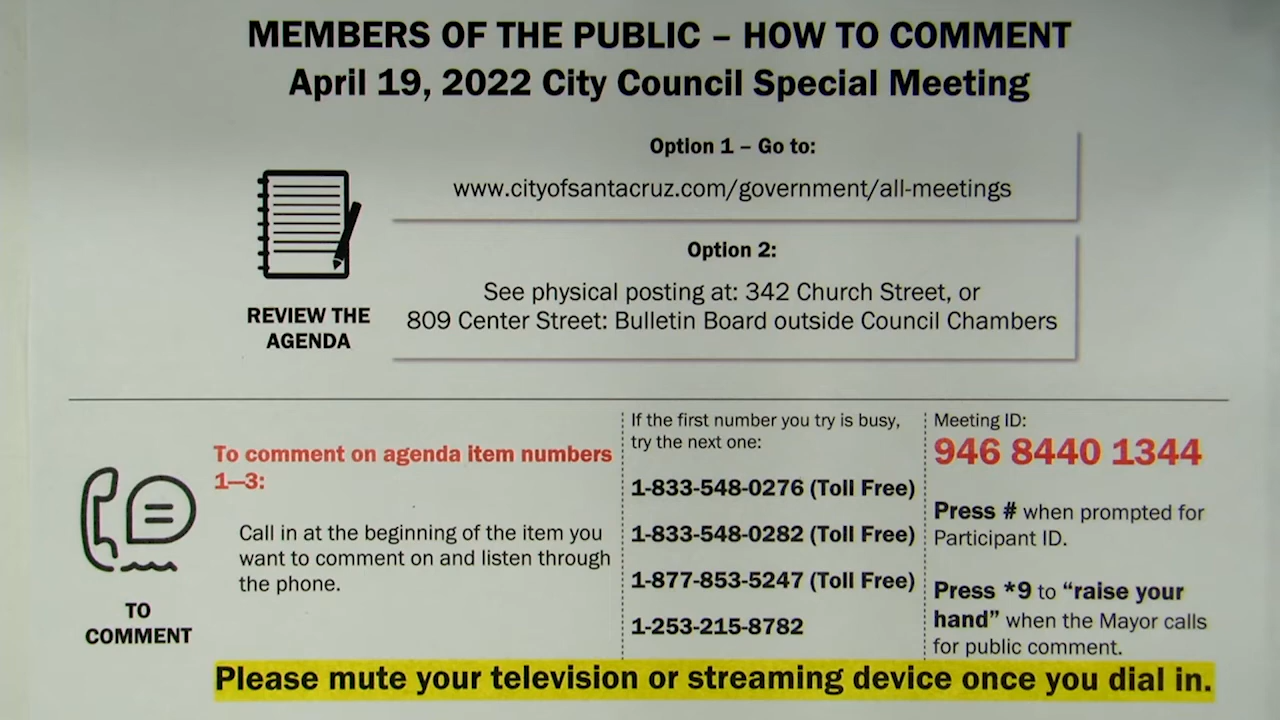 MEMBERS OF THE PUBLIC – HOW TO COMMENT
April 19, 2022 City Council Special Meeting
Option 1 – Go to:
www.cityofsantacruz.com/government/all-meetings
Option 2:
See physical posting at: 342 Church Street, or
809 Center Street: Bulletin Board outside Council Chambers
REVIEW THE
AGENDA
To comment on agenda item numbers
1—3:
Call in at the beginning of the item you
want to comment on and listen through
the phone.
TO
COMMENT
If the first number you try is busy,
try the next one:
1-833-548-0276 (Toll Free)
1-833-548-0282 (Toll Free)
1-877-853-5247 (Toll Free)
1-253-215-8782
Meeting ID:
946 8440 1344
Press # when prompted for
Participant ID.
Press *9 to “raise your
hand” when the Mayor calls
for public comment.
Please mute your television or streaming device once you dial in.